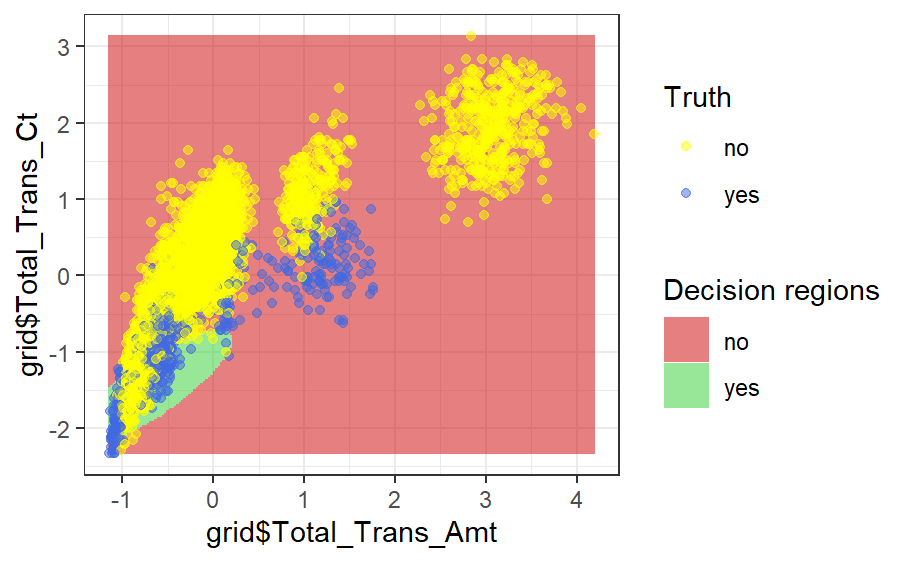 grid$Total_Trans_Ct
3
2
1
0
-1
-2
-1
0
1
2
3
4
grid$Total_Trans_Amt
Truth
no
yes
Decision regions
no
yes